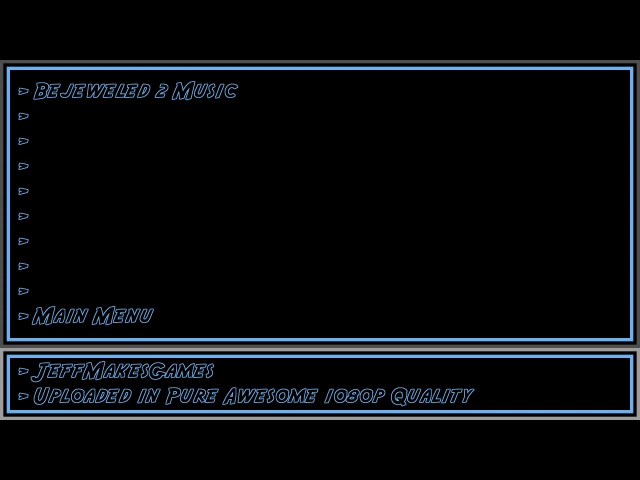 Bejeweled 2 Music
Main Menu
JeffMakesGames
Uploaded in Pure Awesome 1080p Quality